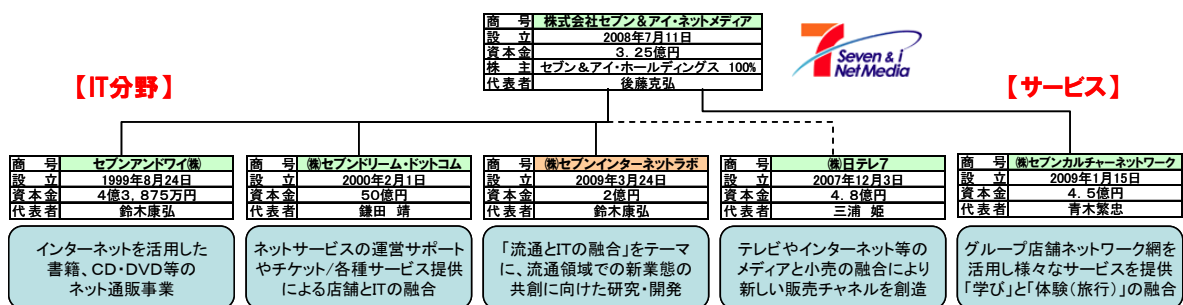 商　号 株式会社セブン＆アイ・ネットメディア
設　立 2008年7月11日
資本金 3．25億円
株　主 セブン＆アイ・ホールディングス 100%
代表者 後藤克弘
Seven & i
NetMedia
【IT分野】
【サービス】
商　号 セブンアンドワイ㈱
設　立 1999年8月24日
資本金 4億3，875万円
代表者 鈴木康弘
インターネットを活用した
書籍、CD・DVD等の
ネット通販事業
商　号 ㈱セブンドリーム・ドットコム
設　立 2000年2月1日
資本金 50億円
代表者 鎌田 靖
ネットサービスの運営サポート
やチケット/各種サービス提供
による店舗とITの融合
商　号 ㈱セブンインターネットラボ
設　立 2009年3月24日
資本金 2億円
代表者 鈴木康弘
「流通とITの融合」をテーマ
に、流通領域での新業態の
共創に向けた研究・開発
商　号 ㈱日テレ7
設　立 2007年12月3日
資本金 4．8億円
代表者 三浦 姫
テレビやインターネット等の
メディアと小売の融合により
新しい販売チャネルを創造
商　号 ㈱セブンカルチャーネットワーク
設　立 2009年1月15日
資本金 4．5億円
代表者 青木繁忠
グループ店舗ネットワーク網を
活用し様々なサービスを提供
「学び」と「体験（旅行）」の融合